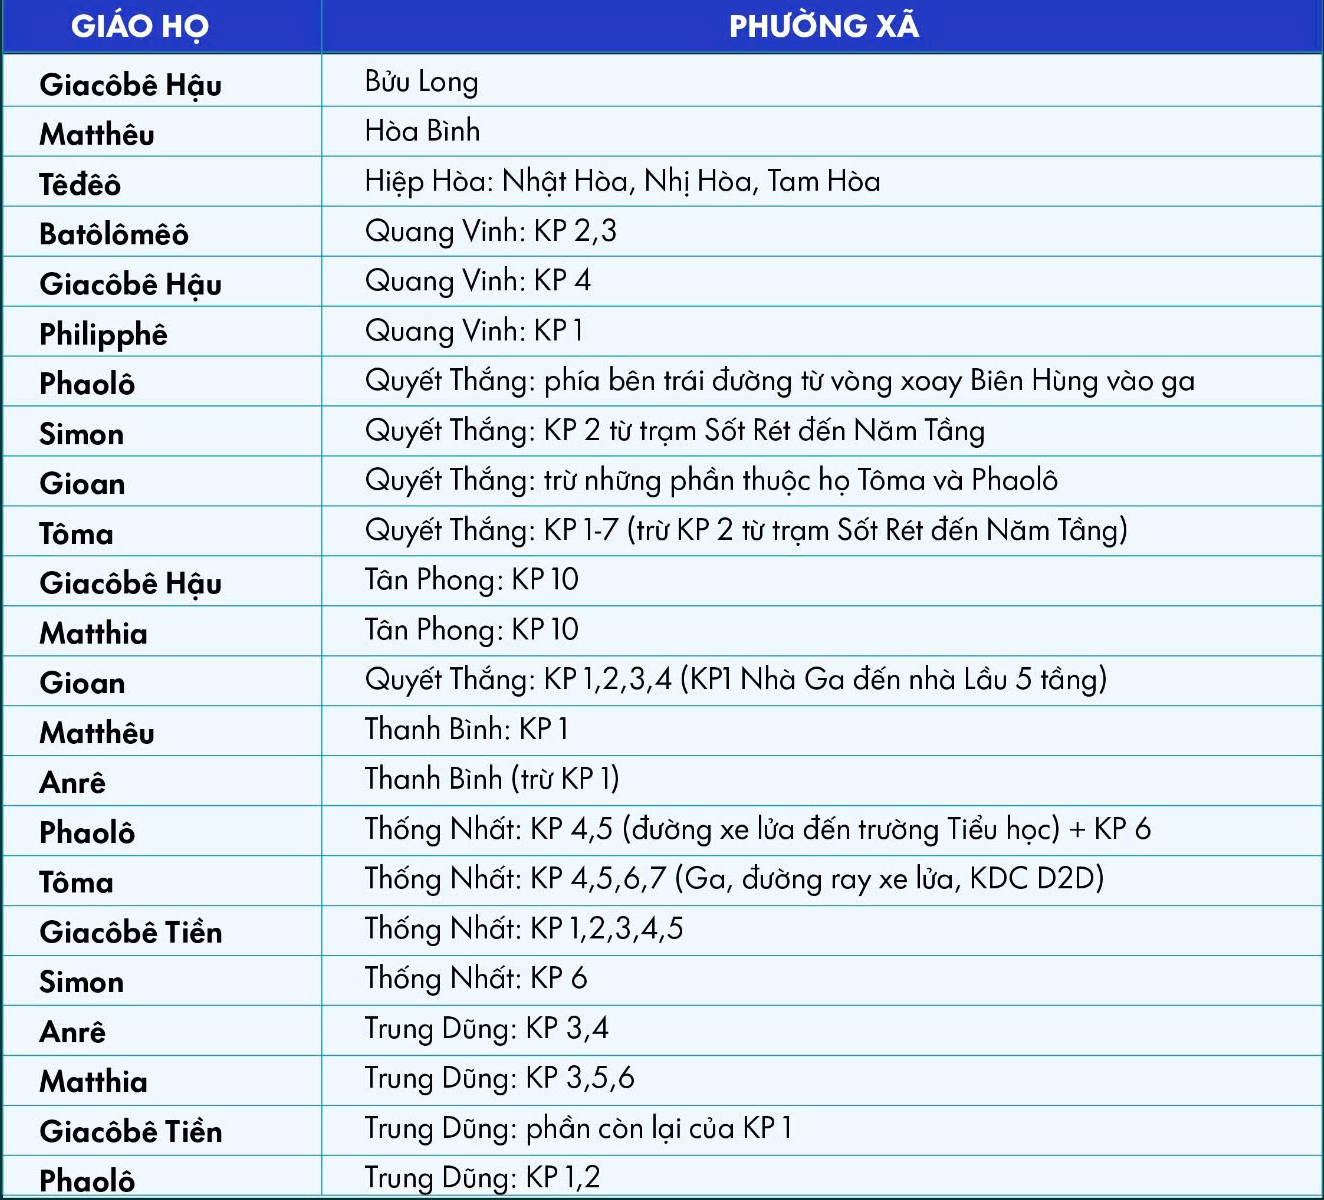 GIÁO HỌ PHƯỜNG XÃ
Giacôbê Hậu Bửu Long
Matthêu Hòa Bình
Têđêô Hiệp Hòa: Nhật Hòa, Nhị Hòa, Tam Hòa
Batôlômêô Quang Vinh: KP 2,3
Giacôbê Hậu Quang Vinh: KP 4
Philipphê Quang Vinh: KP 1
Phaolô Quyết Thắng: phía bên trái đường từ vòng xoay Biên Hùng vào ga
Simon Quyết Thắng: KP 2 từ trạm Sốt Rét đến Năm Tầng
Gioan Quyết Thắng: trừ những phần thuộc họ Tôma và Phaolô
Tôma Quyết Thắng: KP 1-7 (trừ KP 2 từ trạm Sốt Rét đến Năm Tầng)
Giacôbê Hậu Tân Phong: KP 10
Matthia Tân Phong: KP 10
Gioan Quyết Thắng: KP 1,2,3,4 (KP1 Nhà Ga đến nhà Lầu 5 tầng)
Matthêu Thanh Bình: KP 1
Anrê Thanh Bình (trừ KP 1)
Phaolô Thống Nhất: KP 4,5 (đường xe lửa đến trường Tiểu học) + KP 6
Tôma Thống Nhất: KP 4,5,6,7 (Ga, đường ray xe lửa, KDC D2D)
Giacôbê Tiền Thống Nhất: KP 1,2,3,4,5
Simon Thống Nhất: KP 6
Anrê Trung Dũng: KP 3,4
Matthia Trung Dũng: KP 3,5,6
Giacôbê Tiền Trung Dũng: phần còn lại của KP 1
Phaolô Trung Dũng: KP 1,2